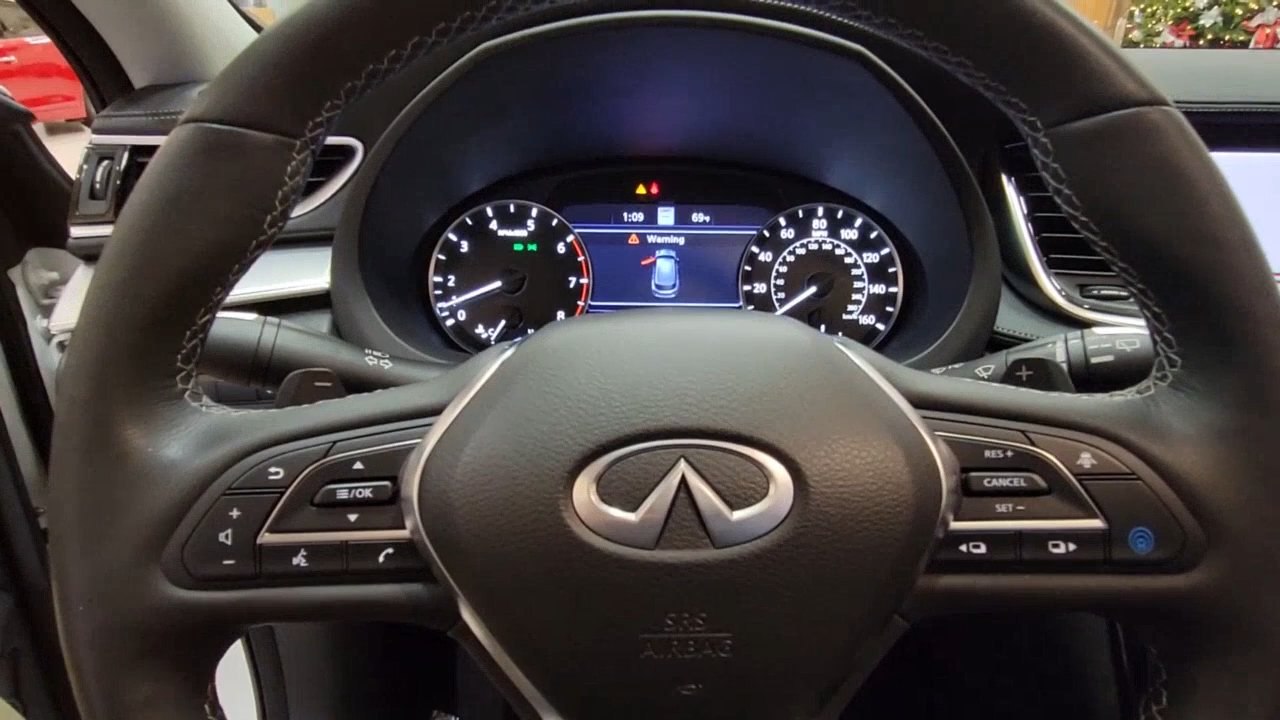 1:09
69°F
Warning
0
2
3
4
5
6
7
8
20
40
60
80
MPH
100
120
140
160
km/h
RES +
CANCEL
SET −
≡/OK
+
−
−
+
SRS
AIRBAG